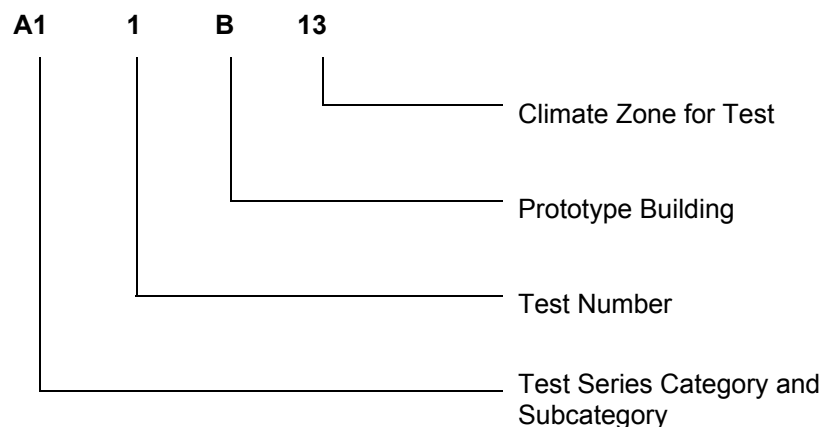 A1 1 B 13
Climate Zone for Test
Prototype Building
Test Number
Test Series Category and
Subcategory